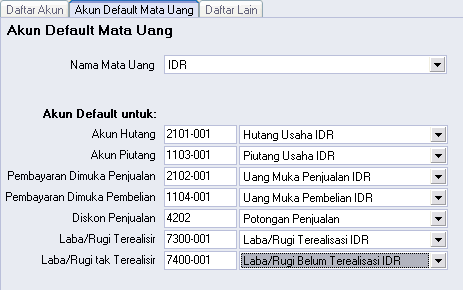 Daftar Akun Akun Default Mata Uang Daftar Lain
Akun Default Mata Uang
Nama Mata Uang IDR
Akun Default untuk:
Akun Hutang 2101-001 Hutang Usaha IDR
Akun Piutang 1103-001 Piutang Usaha IDR
Pembayaran Dimuka Penjualan 2102-001 Uang Muka Penjualan IDR
Pembayaran Dimuka Pembelian 1104-001 Uang Muka Pembelian IDR
Diskon Penjualan 4202 Potongan Penjualan
Laba/Rugi Terealisir 7300-001 Laba/Rugi Terealisasi IDR
Laba/Rugi tak Terealisir 7400-001 Laba/Rugi Belum Terealisasi IDR